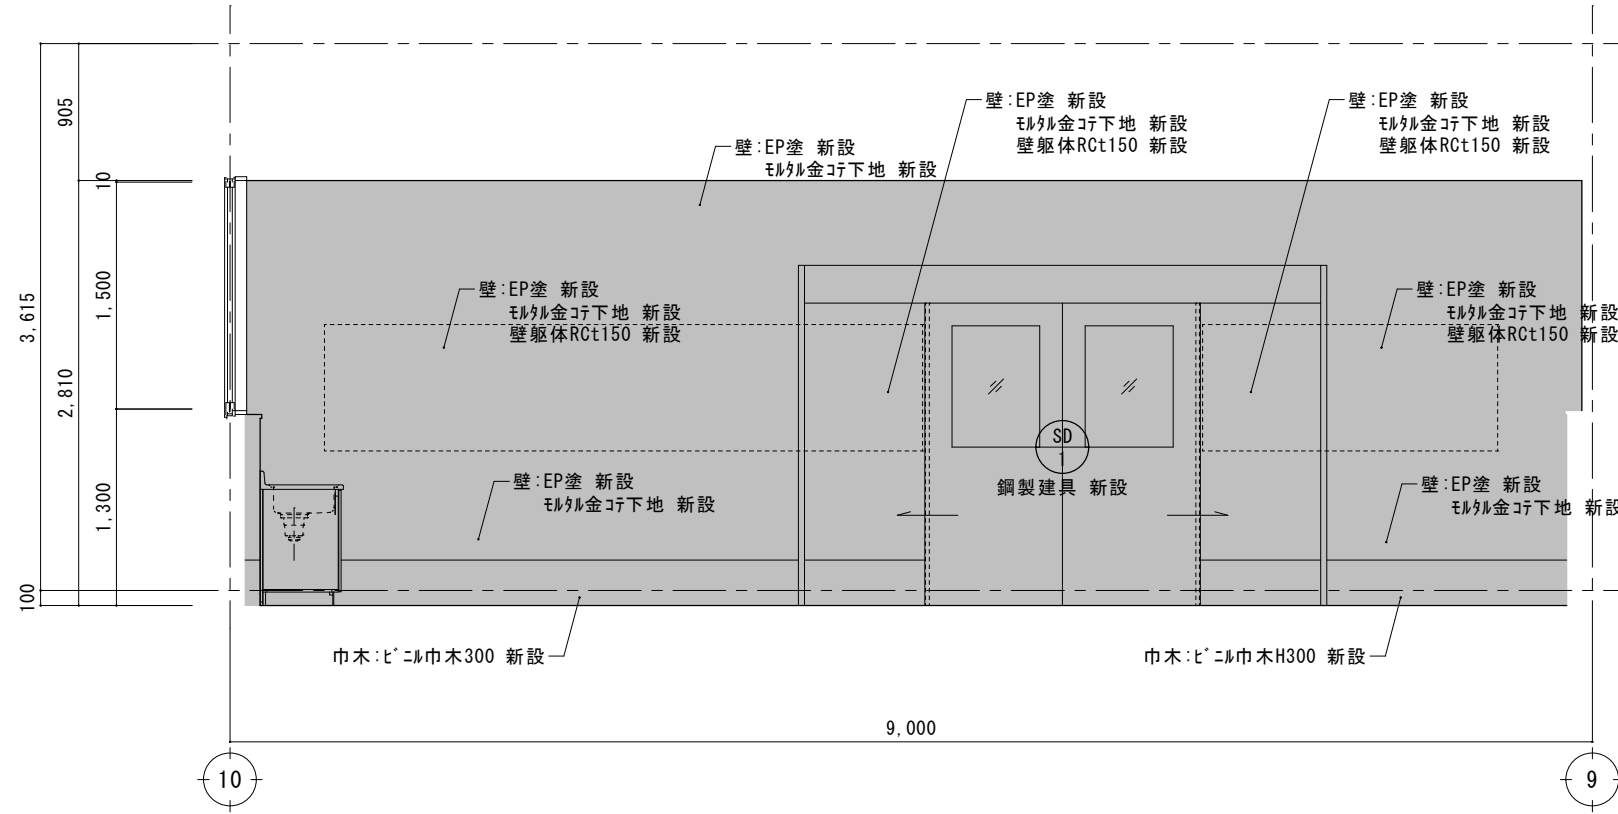 905
壁:EP塗 新設
ﾓﾙﾀﾙ金ｺﾃ下地 新設
壁躯体RCt150 新設
壁:EP塗 新設
ﾓﾙﾀﾙ金ｺﾃ下地 新設
壁躯体RCt150 新設
壁:EP塗 新設
ﾓﾙﾀﾙ金ｺﾃ下地 新設
10
1,500
3,615
2,810
壁:EP塗 新設
ﾓﾙﾀﾙ金ｺﾃ下地 新設
壁躯体RCt150 新設
壁:EP塗 新設
ﾓﾙﾀﾙ金ｺﾃ下地 新設
壁躯体RCt150 新設
SD
1
鋼製建具 新設
1,300
壁:EP塗 新設
ﾓﾙﾀﾙ金ｺﾃ下地 新設
壁:EP塗 新設
ﾓﾙﾀﾙ金ｺﾃ下地 新設
100
巾木:ﾋﾞﾆﾙ巾木300 新設
巾木:ﾋﾞﾆﾙ巾木H300 新設
9,000
10
9